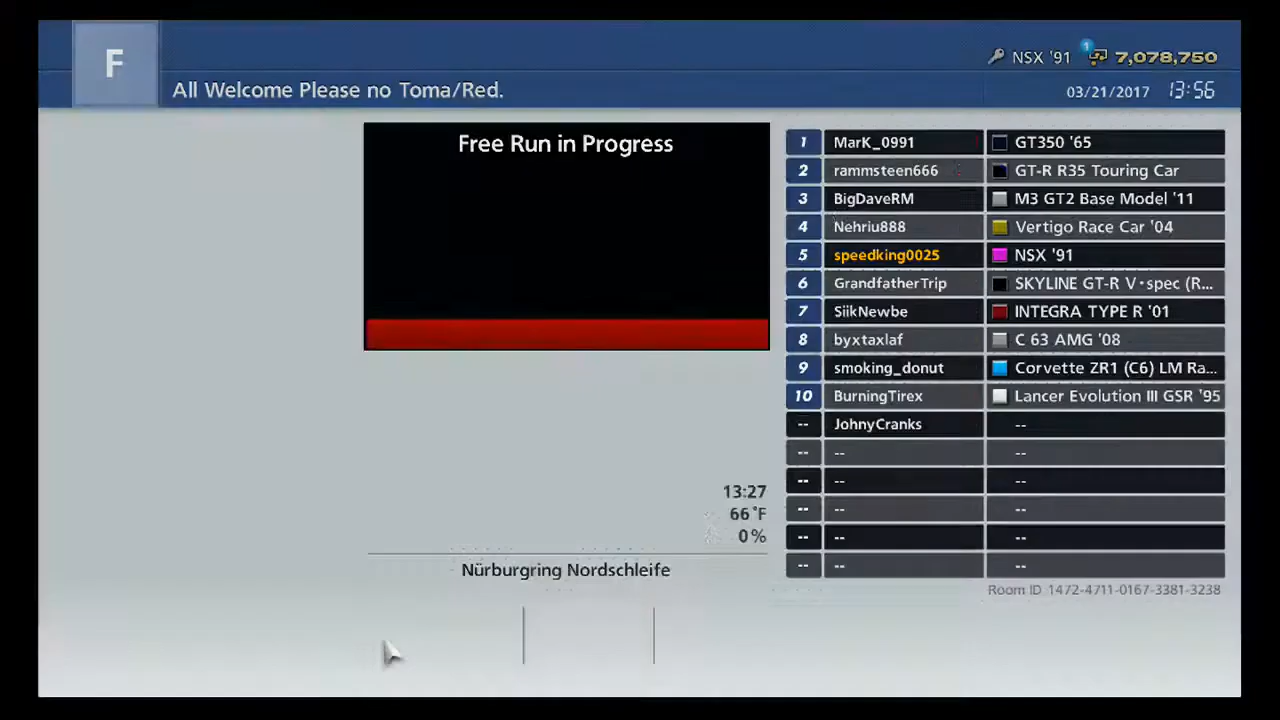 F
NSX '91 1 7,078,750
All Welcome Please no Toma/Red.
03/21/2017 13:56
Free Run in Progress
1 MarK_0991 GT350 '65
2 rammsteen666 GT-R R35 Touring Car
3 BigDaveRM M3 GT2 Base Model '11
4 Nehriu888 Vertigo Race Car '04
5 speedking0025 NSX '91
6 GrandfatherTrip SKYLINE GT-R V·spec (R...
7 SiikNewbe INTEGRA TYPE R '01
8 byxtaxlaf C 63 AMG '08
9 smoking_donut Corvette ZR1 (C6) LM Ra...
10 BurningTirex Lancer Evolution III GSR '95
-- JohnyCranks --
-- -- --
-- -- --
-- -- --
-- -- --
-- -- --
13:27
66°F
0%
Nürburgring Nordschleife
Room ID 1472-4711-0167-3381-3238